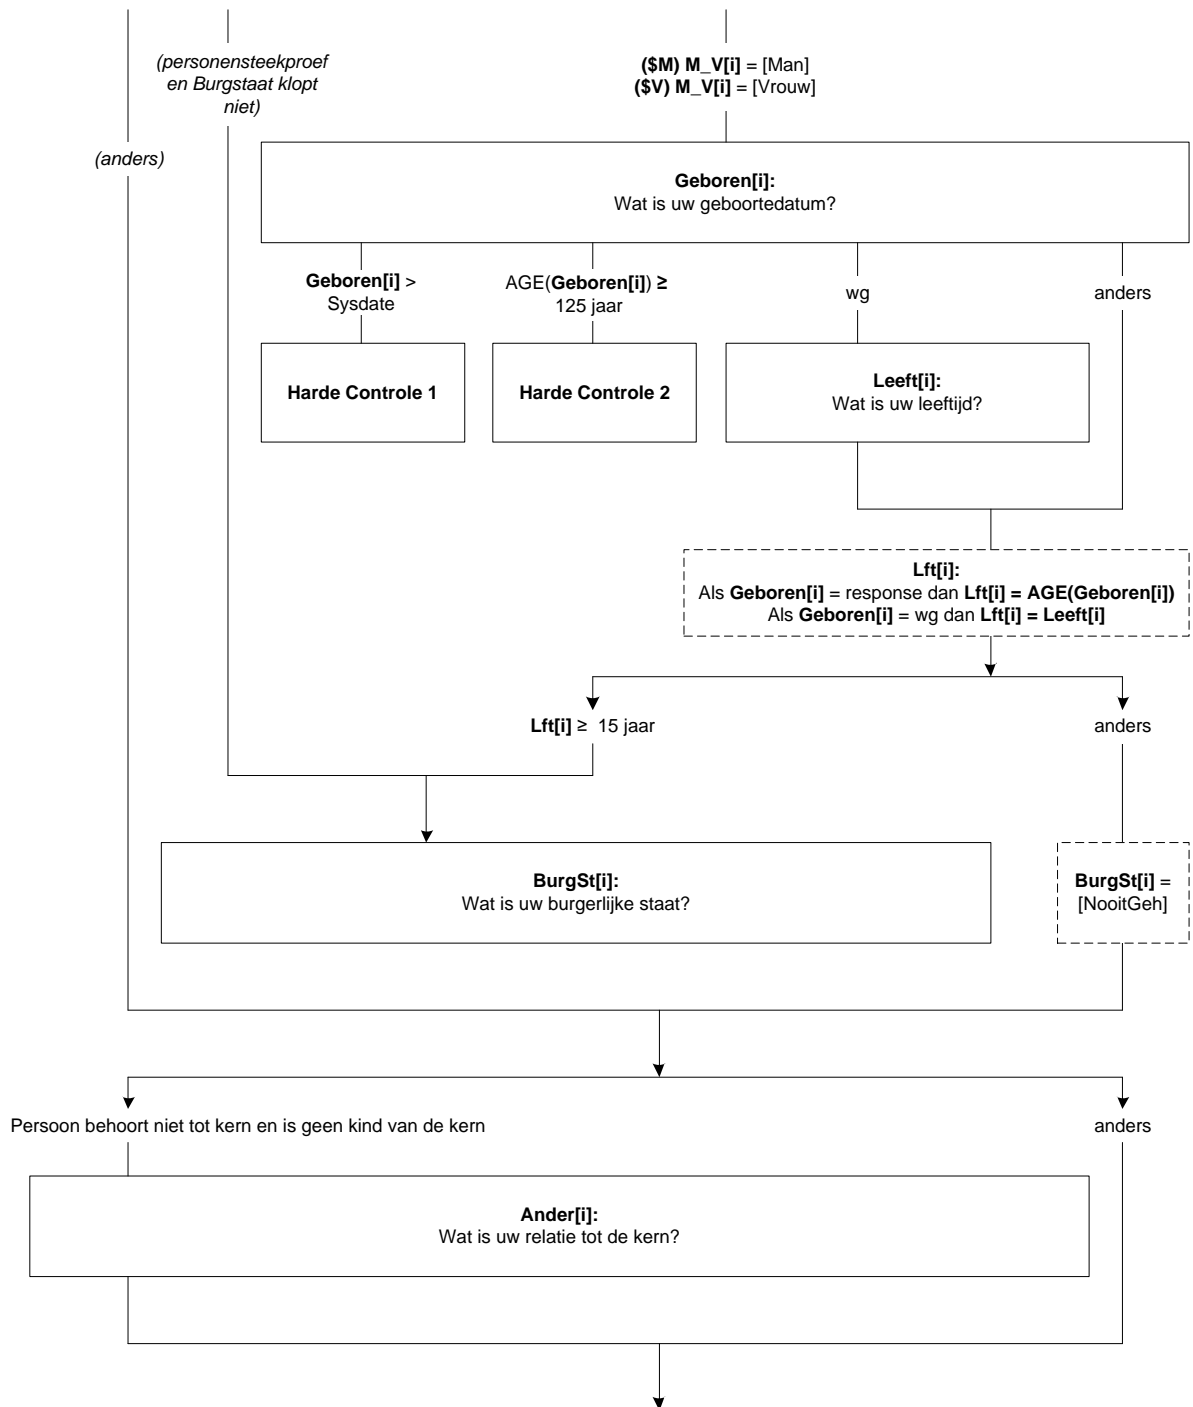 (personensteekproef
en Burgstaat klopt
niet)
($M) M_V[i] = [Man]
($V) M_V[i] = [Vrouw]
(anders)
Geboren[i]:
Wat is uw geboortedatum?
Geboren[i] >
Sysdate
AGE(Geboren[i]) ≥
125 jaar
wg
anders
Harde Controle 1
Harde Controle 2
Leeft[i]:
Wat is uw leeftijd?
Lft[i]:
Als Geboren[i] = response dan Lft[i] = AGE(Geboren[i])
Als Geboren[i] = wg dan Lft[i] = Leeft[i]
Lft[i] ≥ 15 jaar
anders
BurgSt[i]:
Wat is uw burgerlijke staat?
BurgSt[i] =
[NooitGeh]
Persoon behoort niet tot kern en is geen kind van de kern
anders
Ander[i]:
Wat is uw relatie tot de kern?